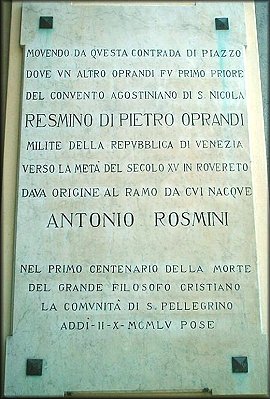 MOVENDO DA QVESTA CONTRADA DI PIAZZO
DOVE VN ALTRO OPRANDI FV PRIMO PRIORE
DEL CONVENTO AGOSTINIANO DI S. NICOLA
RESMINO DI PIETRO OPRANDI
MILITE DELLA REPVBBLICA DI VENEZIA
VERSO LA METÀ DEL SECOLO XV IN ROVERETO
DAVA ORIGINE AL RAMO DA CVI NACQVE
ANTONIO ROSMINI
NEL PRIMO CENTENARIO DELLA MORTE
DEL GRANDE FILOSOFO CRISTIANO
LA COMVNITÀ DI S. PELLEGRINO
ADDI-II-X-MCMLV POSE